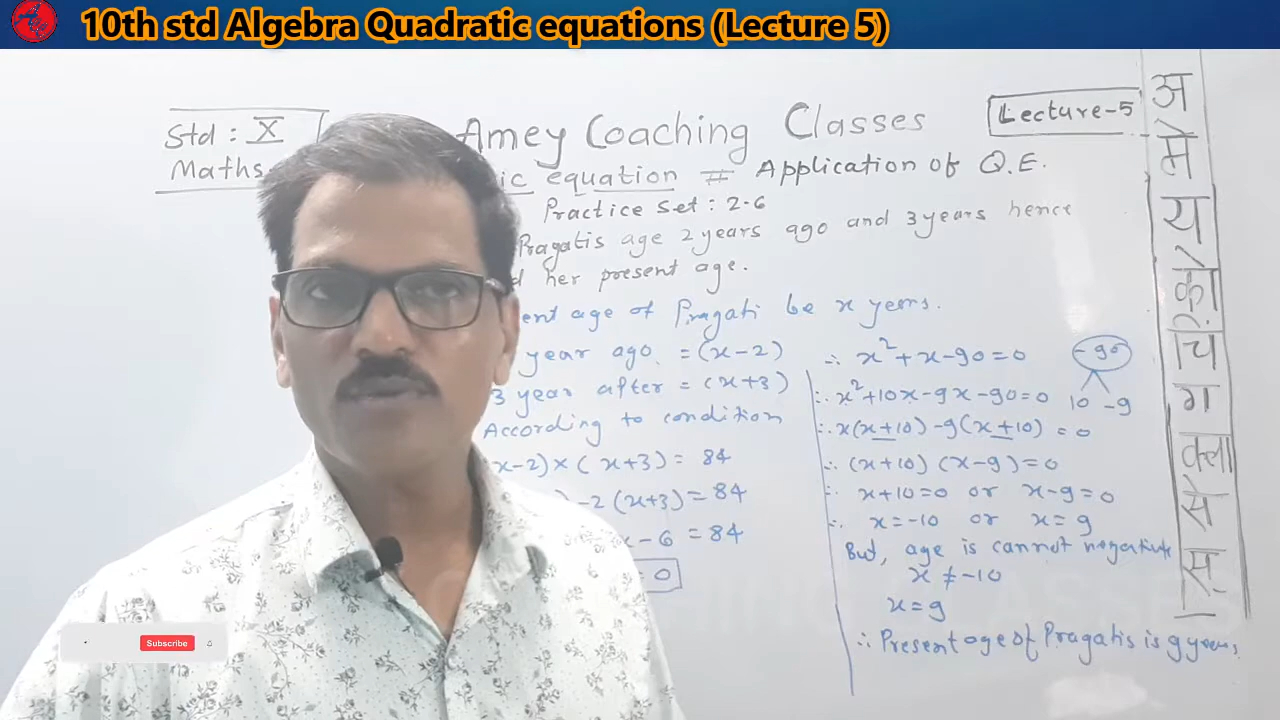 10th std Algebra Quadratic equations (Lecture 5)
Std : X
Maths
Amey Coaching Classes
Lecture-5
ic equation = Application of Q.E.
Practice Set : 2.6
Pragatis age 2 years ago and 3 years hence
d her present age.
ent age of Pragati be x years.
year ago = (x-2)
3 year after = (x+3)
According to condition
x-2) × (x+3) = 84
) -2(x+3) = 84
x-6 = 84
= 0
∴ x²+x-90=0
-90
10 -9
∴ x²+10x-9x-90=0
∴ x(x+10)-9(x+10) = 0
∴ (x+10) (x-9)=0
∴ x+10=0 or x-9=0
∴ x=-10 or x=9
But, age is cannot negative
x ≠ -10
x=9
∴ Present age of Pragatis is 9 years.
अमेय कोचिंग क्लासेस
Subscribe